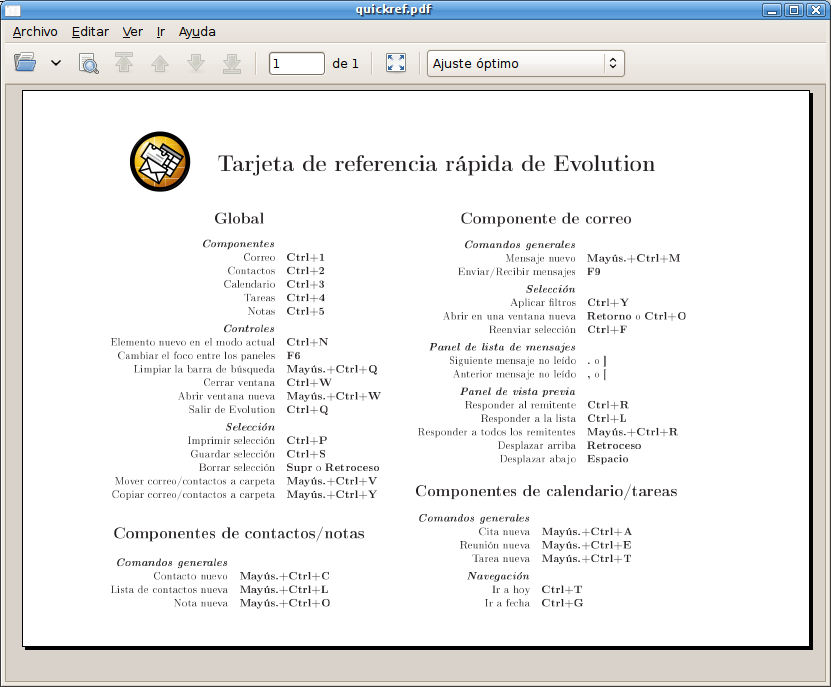 quickref.pdf
Archivo Editar Ver Ir Ayuda
1 de 1 Ajuste óptimo
Tarjeta de referencia rápida de Evolution
Global
Componentes
Correo Ctrl+1
Contactos Ctrl+2
Calendario Ctrl+3
Tareas Ctrl+4
Notas Ctrl+5
Controles
Elemento nuevo en el modo actual Ctrl+N
Cambiar el foco entre los paneles F6
Limpiar la barra de búsqueda Mayús.+Ctrl+Q
Cerrar ventana Ctrl+W
Abrir ventana nueva Mayús.+Ctrl+W
Salir de Evolution Ctrl+Q
Selección
Imprimir selección Ctrl+P
Guardar selección Ctrl+S
Borrar selección Supr o Retroceso
Mover correo/contactos a carpeta Mayús.+Ctrl+V
Copiar correo/contactos a carpeta Mayús.+Ctrl+Y
Componentes de contactos/notas
Comandos generales
Contacto nuevo Mayús.+Ctrl+C
Lista de contactos nueva Mayús.+Ctrl+L
Nota nueva Mayús.+Ctrl+O
Componente de correo
Comandos generales
Mensaje nuevo Mayús.+Ctrl+M
Enviar/Recibir mensajes F9
Selección
Aplicar filtros Ctrl+Y
Abrir en una ventana nueva Retorno o Ctrl+O
Reenviar selección Ctrl+F
Panel de lista de mensajes
Siguiente mensaje no leído . o ]
Anterior mensaje no leído , o [
Panel de vista previa
Responder al remitente Ctrl+R
Responder a la lista Ctrl+L
Responder a todos los remitentes Mayús.+Ctrl+R
Desplazar arriba Retroceso
Desplazar abajo Espacio
Componentes de calendario/tareas
Comandos generales
Cita nueva Mayús.+Ctrl+A
Reunión nueva Mayús.+Ctrl+E
Tarea nueva Mayús.+Ctrl+T
Navegación
Ir a hoy Ctrl+T
Ir a fecha Ctrl+G